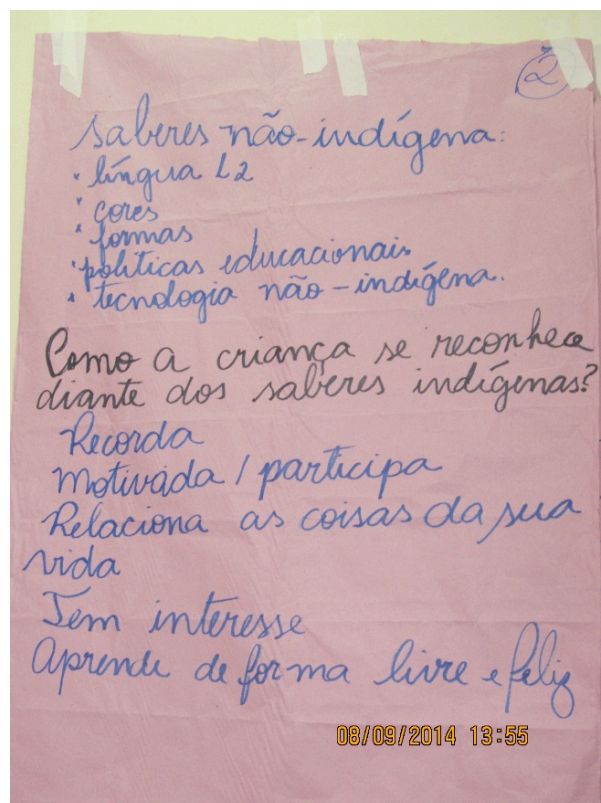 2
Saberes não-indígena:
• língua L2
• cores
• formas
• políticas educacionais
• tecnologia não-indígena.
Como a criança se reconhece
diante dos saberes indígenas?
Recorda
Motivada / participa
Relaciona as coisas da sua
vida
Tem interesse
Aprende de forma livre e feliz
08/09/2014 13:55